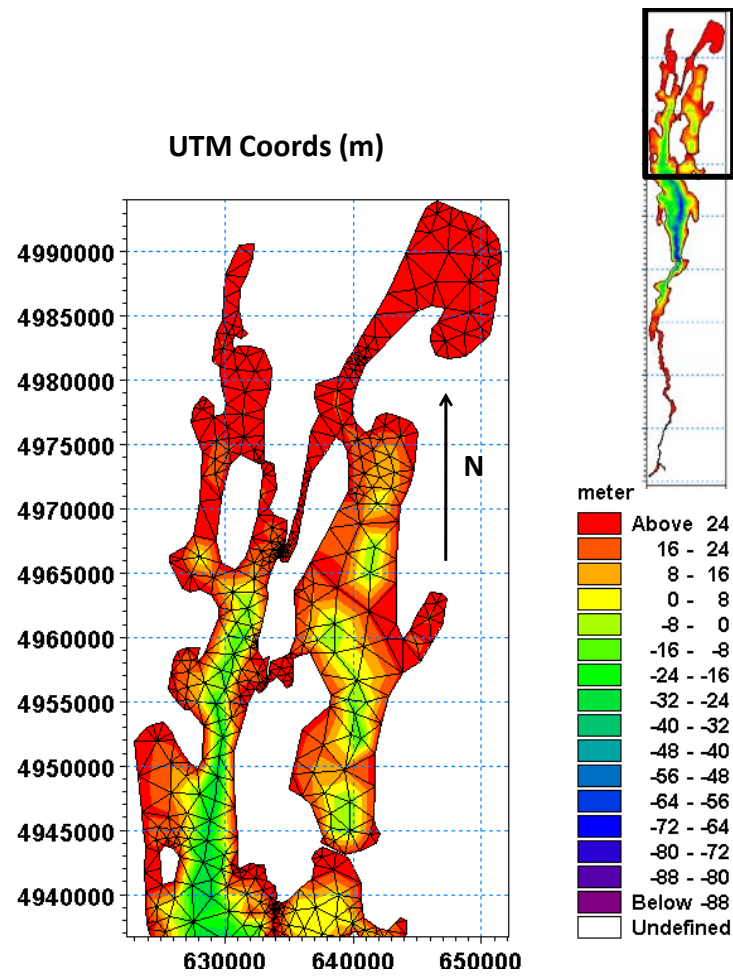 UTM Coords (m)
4990000
4985000
4980000
4975000
4970000
4965000
4960000
4955000
4950000
4945000
4940000
630000 640000 650000
N
meter
Above 24
16 - 24
8 - 16
0 - 8
-8 - 0
-16 - -8
-24 - -16
-32 - -24
-40 - -32
-48 - -40
-56 - -48
-64 - -56
-72 - -64
-80 - -72
-88 - -80
Below -88
Undefined